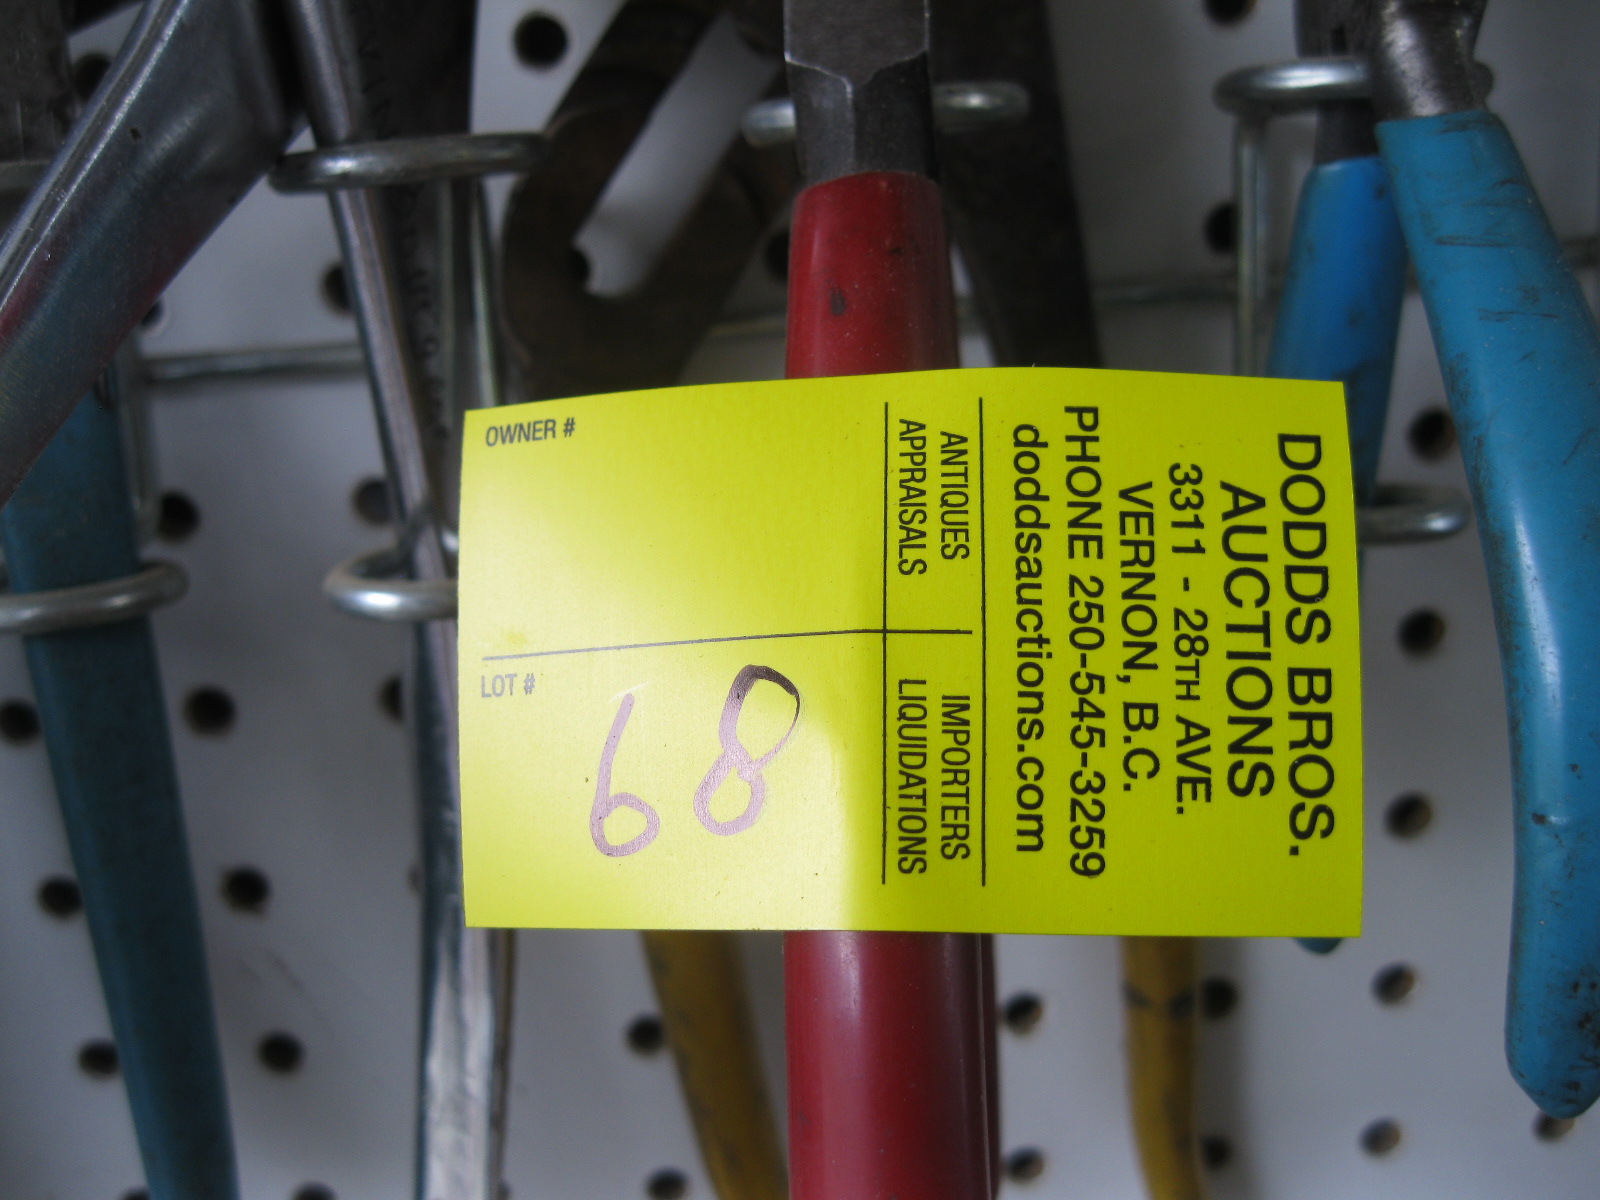 DODDS BROS.
AUCTIONS
3311 - 28TH AVE.
VERNON, B.C.
PHONE 250-545-3259
doddsauctions.com
ANTIQUES IMPORTERS
APPRAISALS LIQUIDATIONS
OWNER #
LOT #
68